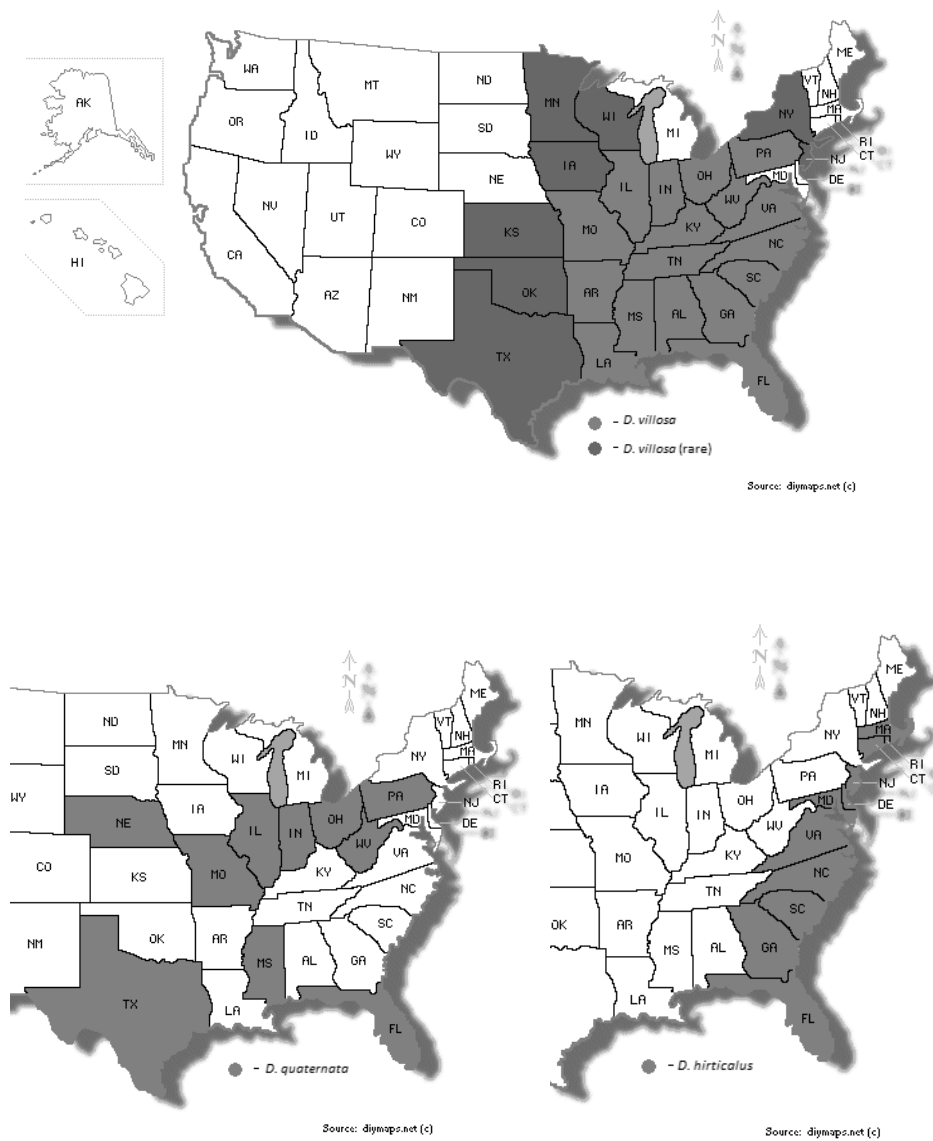 ME
WA
VT
NH
ND
MT
AK
MN
MA
NY
OR
WI
ID
SD
MI
RI
WY
CT
PA
IA
NJ
NE
OH
MD
DE
IL
IN
NV
WV
UT
VA
CO
KS
MO
KY
CA
NC
HI
TN
OK
AR
SC
AZ
NM
MS
AL
GA
TX
LA
FL
N
– D. villosa
– D. villosa (rare)
Source: diymaps.net (c)
N
ME
ND
VT
MN
NH
NY
WI
MA
SD
MI
RI
WY
CT
IA
PA
NJ
NE
OH
MD
DE
IL
IN
WV
VA
CO
KS
MO
KY
NC
TN
OK
AR
SC
NM
MS
AL
GA
TX
LA
FL
– D. quaternata
Source: diymaps.net (c)
N
ME
VT
MN
NH
MA
NY
WI
MI
RI
CT
PA
IA
NJ
OH
MD
DE
IL
IN
WV
VA
MO
KY
NC
TN
OK
AR
SC
MS
AL
GA
LA
FL
– D. hirticalus
Source: diymaps.net (c)